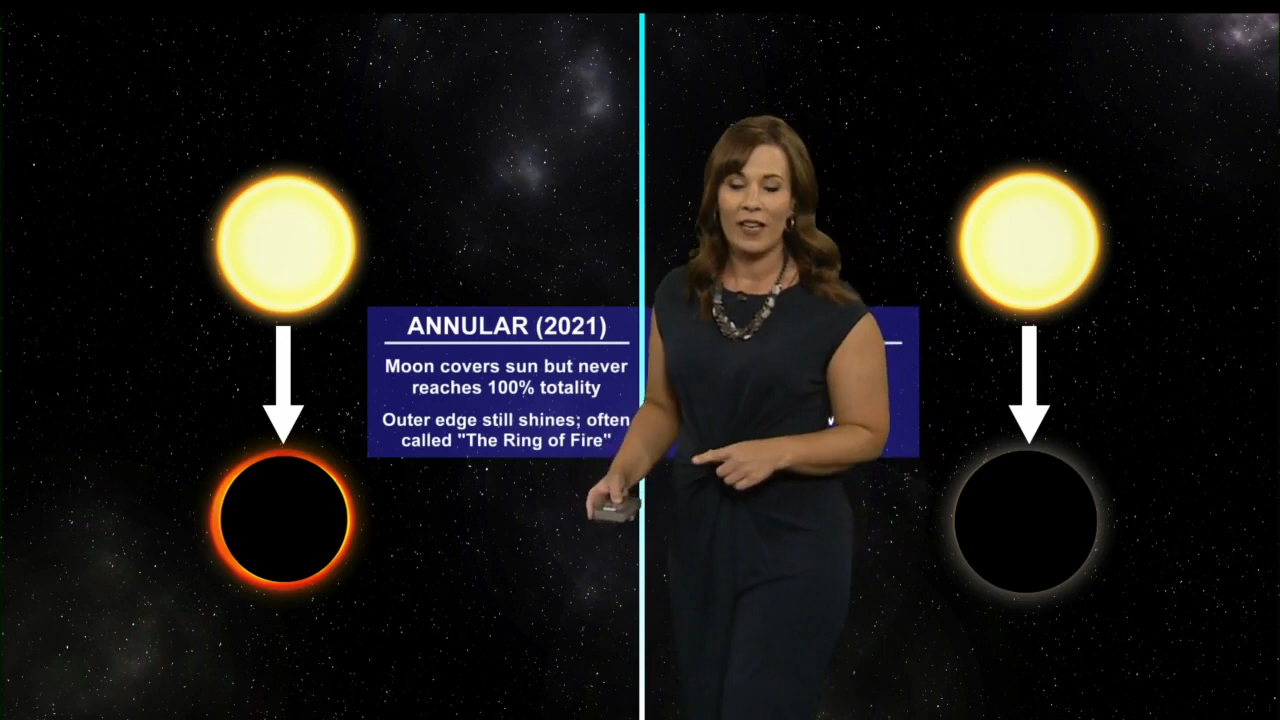 ANNULAR (2021)
Moon covers sun but never
reaches 100% totality
Outer edge still shines; often
called "The Ring of Fire"